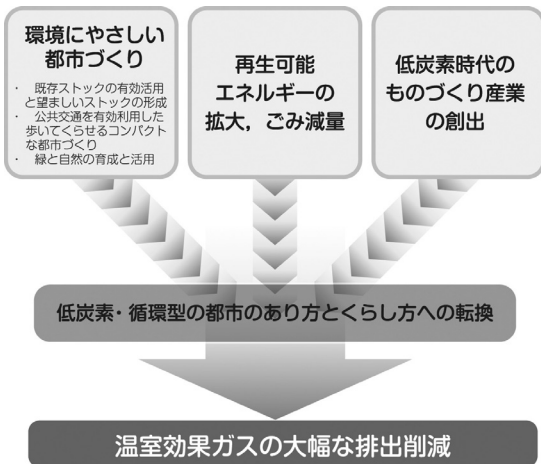 環境にやさしい
都市づくり
・ 既存ストックの有効活用
と望ましいストックの形成
・ 公共交通を有効利用した
歩いてくらせるコンパクト
な都市づくり
・ 緑と自然の育成と活用
再生可能
エネルギーの
拡大，ごみ減量
低炭素時代の
ものづくり産業
の創出
低炭素・循環型の都市のあり方とくらし方への転換
温室効果ガスの大幅な排出削減